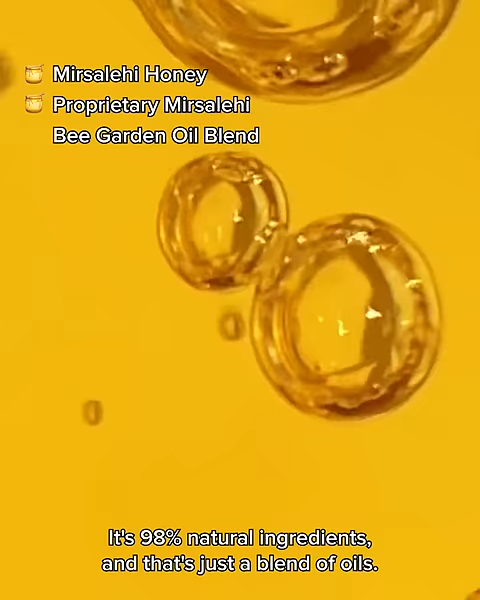 🍯 Mirsalehi Honey
🍯 Proprietary Mirsalehi
Bee Garden Oil Blend
It's 98% natural ingredients,
and that's just a blend of oils.